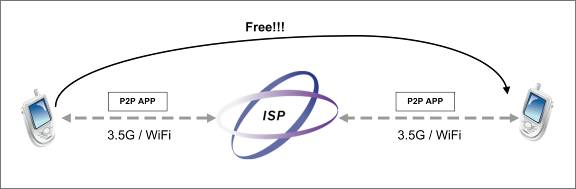 Free!!!
P2P APP
ISP
P2P APP
3.5G / WiFi
3.5G / WiFi